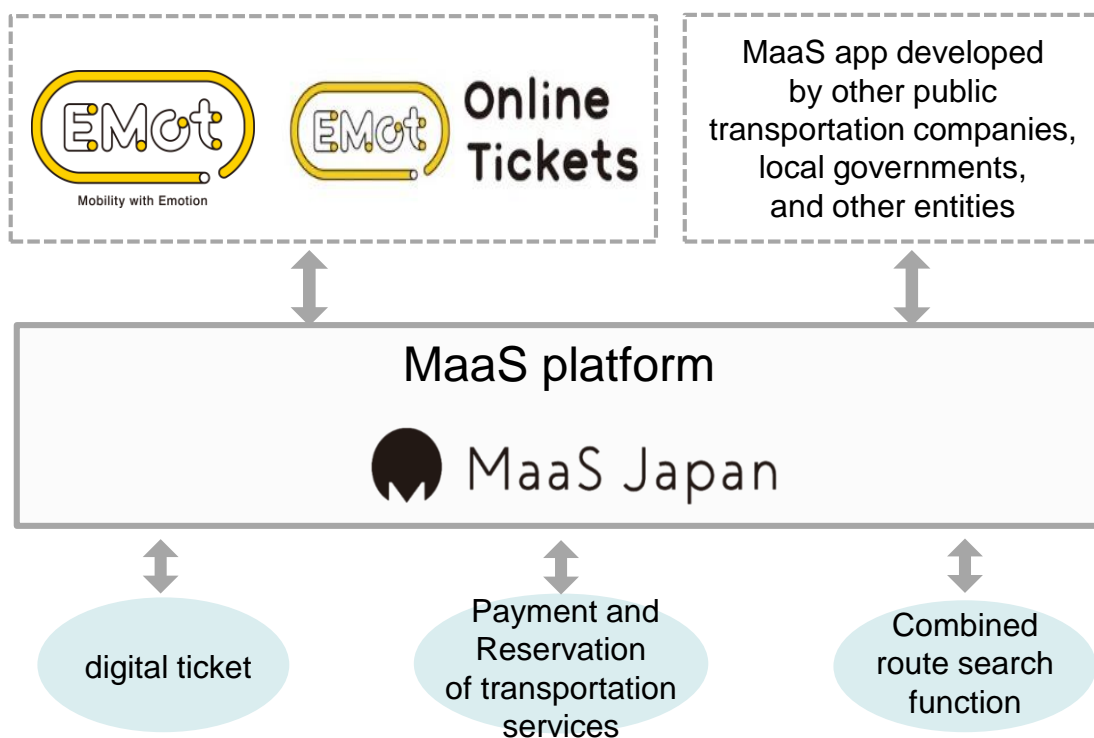 EMot
Mobility with Emotion
EMot
Online
Tickets
MaaS app developed
by other public
transportation companies,
local governments,
and other entities
MaaS platform
MaaS Japan
digital ticket
Payment and
Reservation
of transportation
services
Combined
route search
function